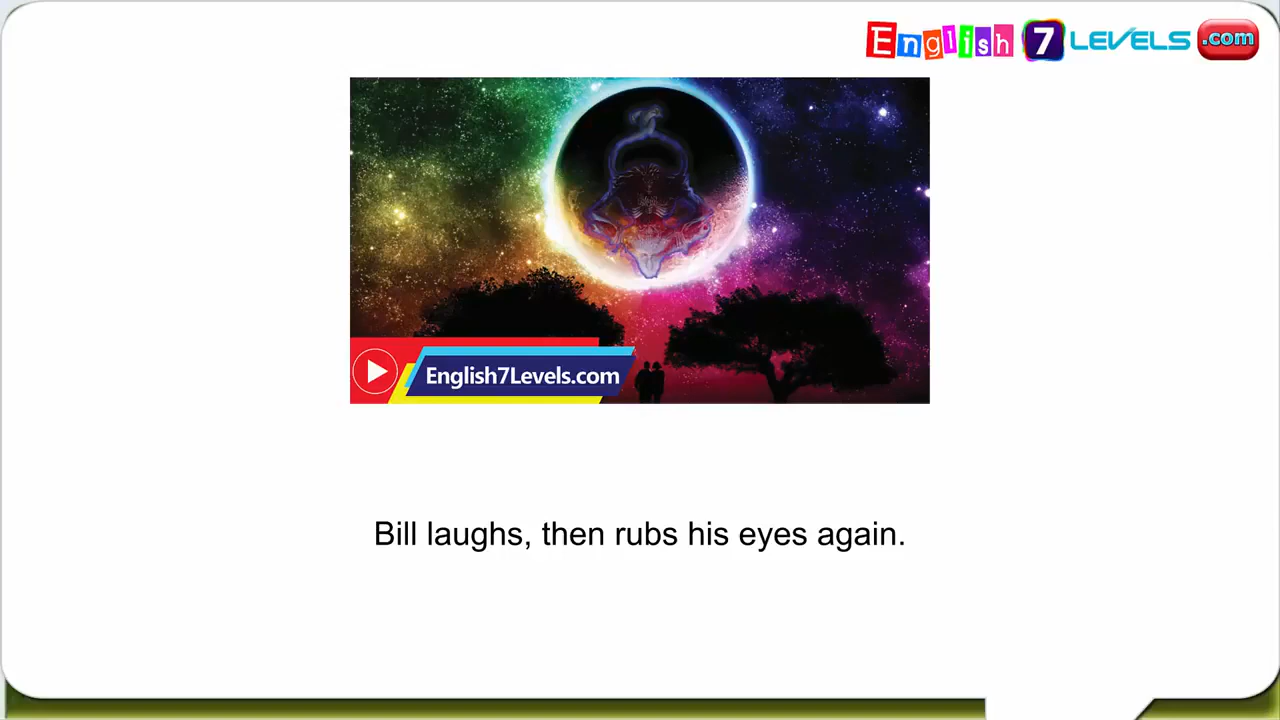 English 7 LEVELS .com
English7Levels.com
Bill laughs, then rubs his eyes again.